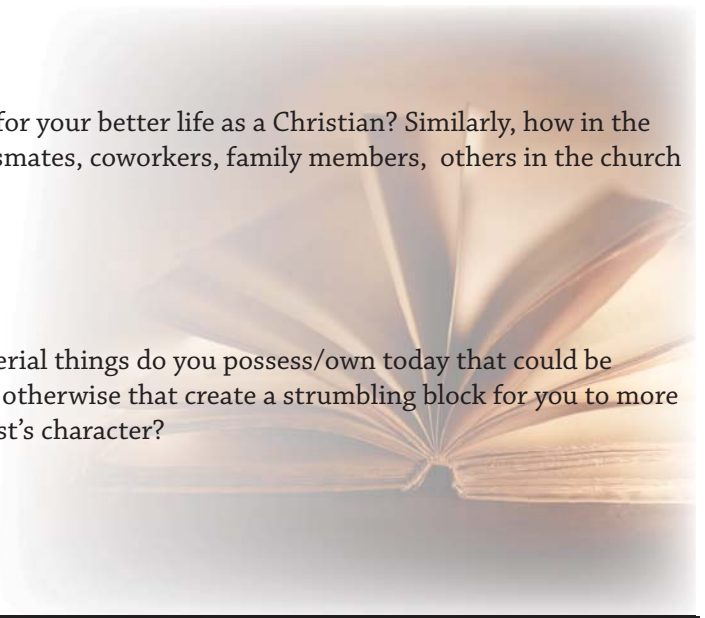 for your better life as a Christian? Similarly, how in the
smates, coworkers, family members, others in the church
erial things do you possess/own today that could be
otherwise that create a strumbling block for you to more
st's character?